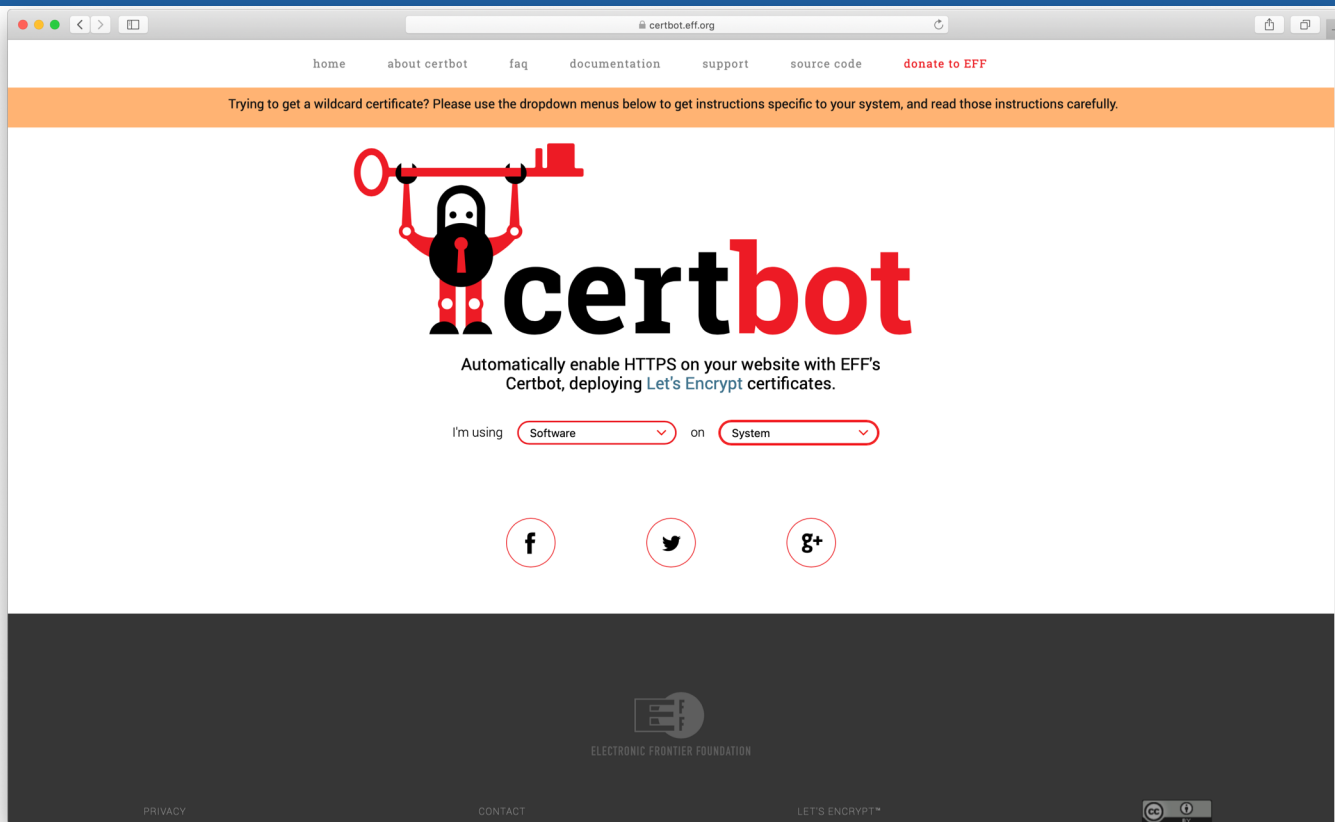 certbot.eff.org
home about certbot faq documentation support source code donate to EFF
Trying to get a wildcard certificate? Please use the dropdown menus below to get instructions specific to your system, and read those instructions carefully.
certbot
Automatically enable HTTPS on your website with EFF's
Certbot, deploying Let's Encrypt certificates.
I'm using Software on System
f g+
EFF
ELECTRONIC FRONTIER FOUNDATION
PRIVACY CONTACT LET'S ENCRYPT™ cc
BY